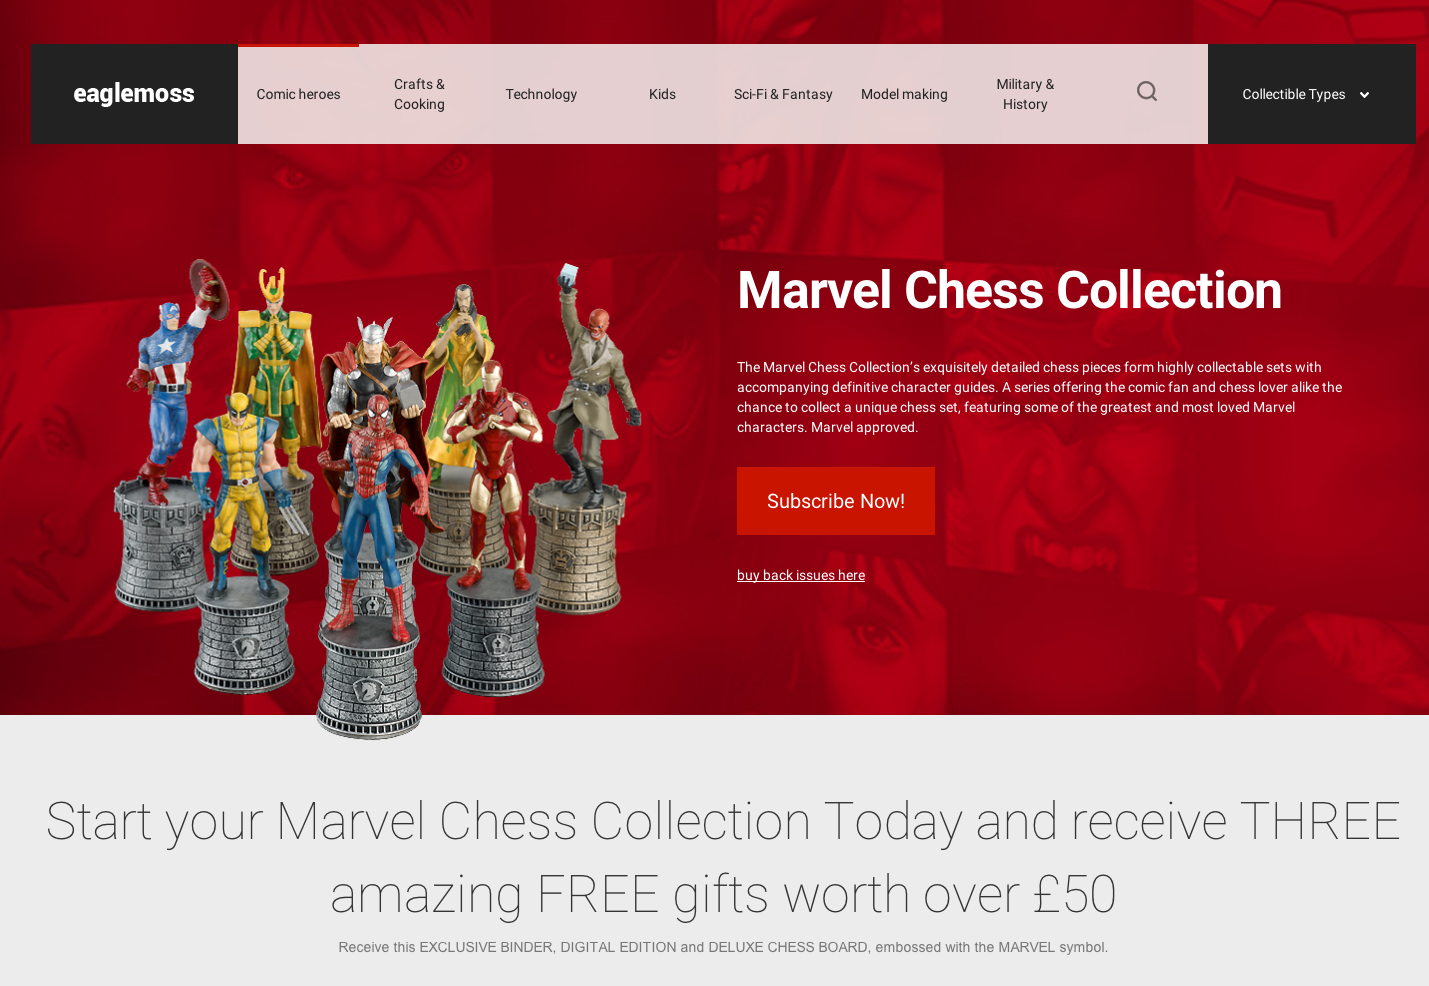 eaglemoss
Comic heroes
Crafts &
Cooking
Technology
Kids
Sci-Fi & Fantasy
Model making
Military &
History
Collectible Types
Marvel Chess Collection
The Marvel Chess Collection’s exquisitely detailed chess pieces form highly collectable sets with
accompanying definitive character guides. A series offering the comic fan and chess lover alike the
chance to collect a unique chess set, featuring some of the greatest and most loved Marvel
characters. Marvel approved.
Subscribe Now!
buy back issues here
Start your Marvel Chess Collection Today and receive THREE
amazing FREE gifts worth over £50
Receive this EXCLUSIVE BINDER, DIGITAL EDITION and DELUXE CHESS BOARD, embossed with the MARVEL symbol.